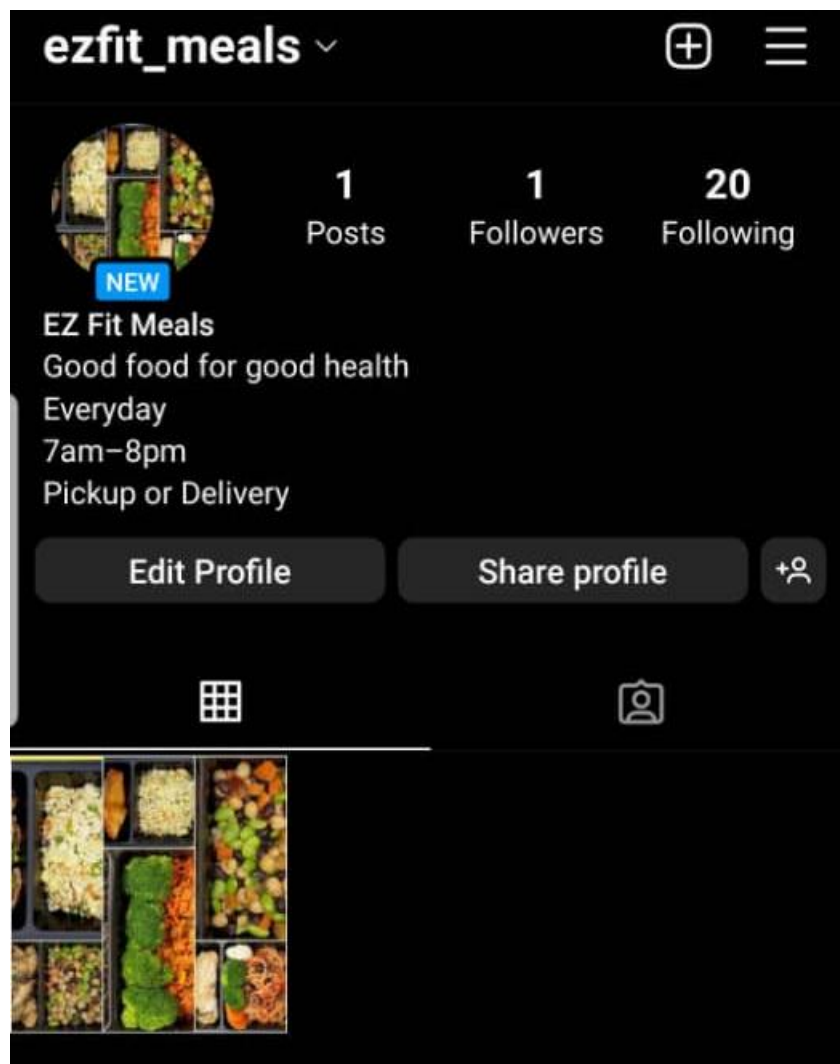 ezfit_meals
1 1 20
Posts Followers Following
NEW
EZ Fit Meals
Good food for good health
Everyday
7am–8pm
Pickup or Delivery
Edit Profile Share profile